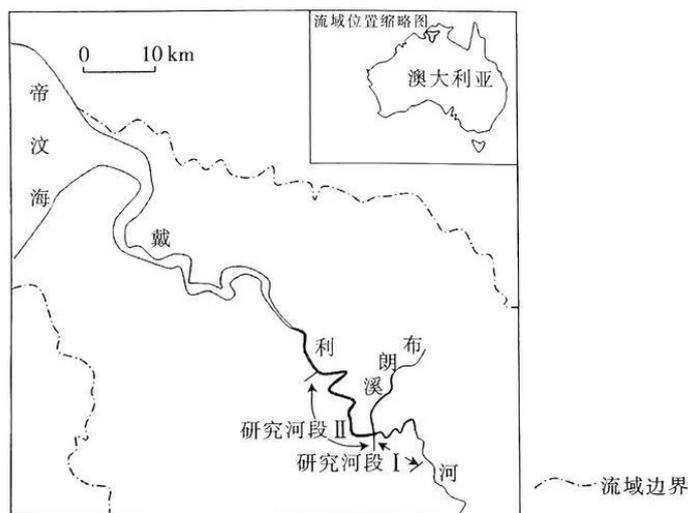 流域位置缩略图
澳大利亚
0 10 km
帝汶海
戴利河
布朗溪
研究河段Ⅱ
研究河段Ⅰ
流域边界